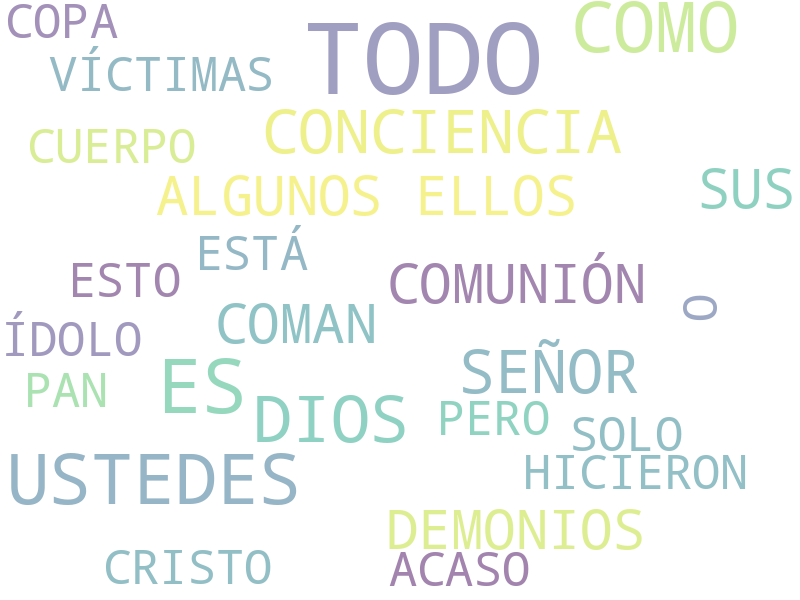 COPA
TODO
COMO
VÍCTIMAS
CONCIENCIA
CUERPO
ALGUNOS ELLOS
SUS
ESTÁ
ESTO
COMUNIÓN
O
COMAN
ÍDOLO
SEÑOR
ES
PAN
DIOS
PERO
SOLO
USTEDES
HICIERON
DEMONIOS
CRISTO
ACASO